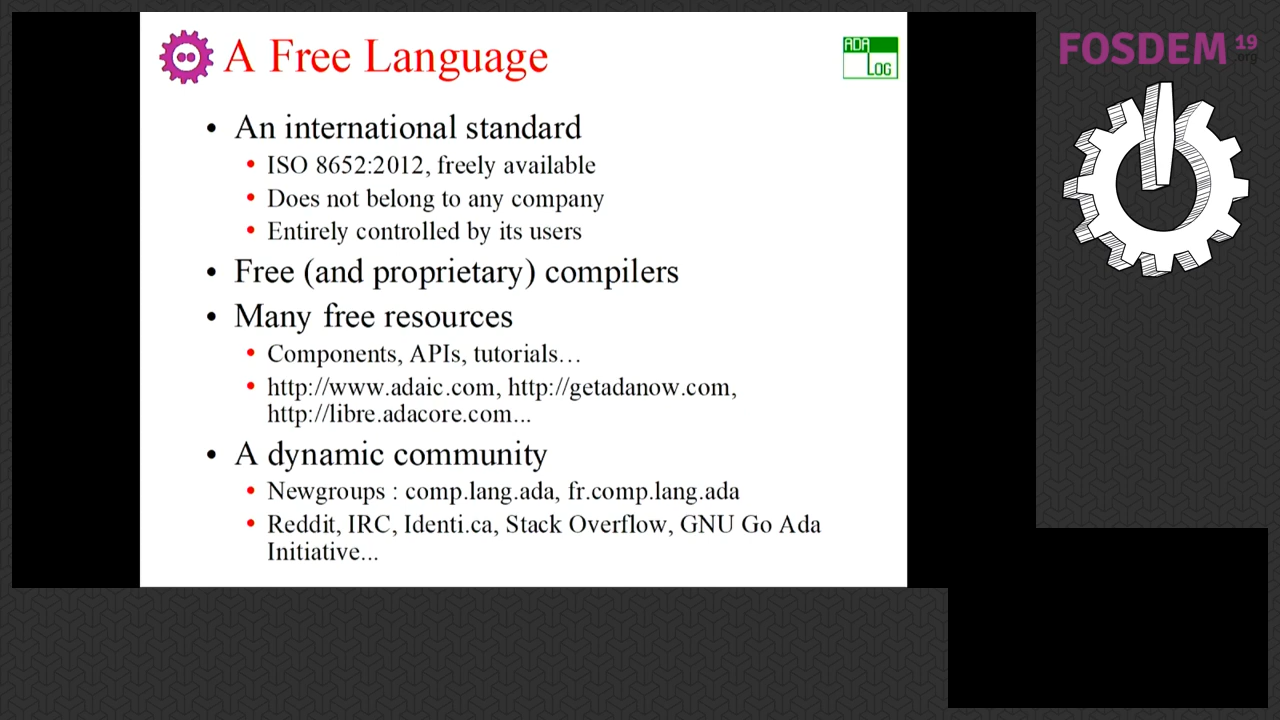 A Free Language
ADA
LOG
FOSDEM 19
.org
• An international standard
• ISO 8652:2012, freely available
• Does not belong to any company
• Entirely controlled by its users
• Free (and proprietary) compilers
• Many free resources
• Components, APIs, tutorials…
• http://www.adaic.com, http://getadanow.com,
http://libre.adacore.com...
• A dynamic community
• Newgroups : comp.lang.ada, fr.comp.lang.ada
• Reddit, IRC, Identi.ca, Stack Overflow, GNU Go Ada
Initiative...